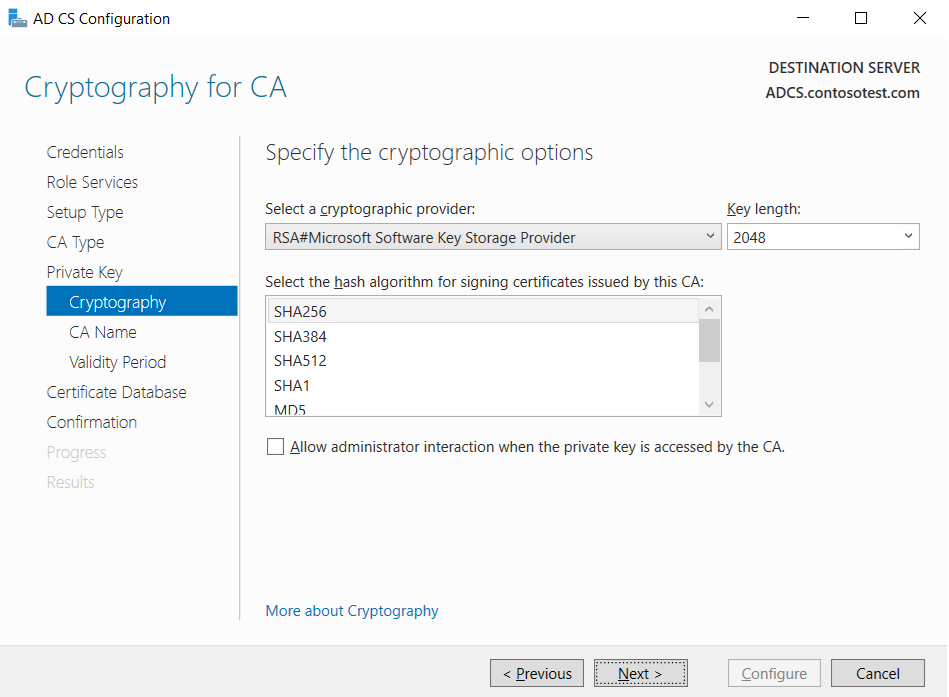 AD CS Configuration
Cryptography for CA
DESTINATION SERVER
ADCS.contosotest.com
Credentials
Role Services
Setup Type
CA Type
Private Key
Cryptography
CA Name
Validity Period
Certificate Database
Confirmation
Progress
Results
Specify the cryptographic options
Select a cryptographic provider:
Key length:
RSA#Microsoft Software Key Storage Provider
2048
Select the hash algorithm for signing certificates issued by this CA:
SHA256
SHA384
SHA512
SHA1
MD5
Allow administrator interaction when the private key is accessed by the CA.
More about Cryptography
< Previous
Next >
Configure
Cancel